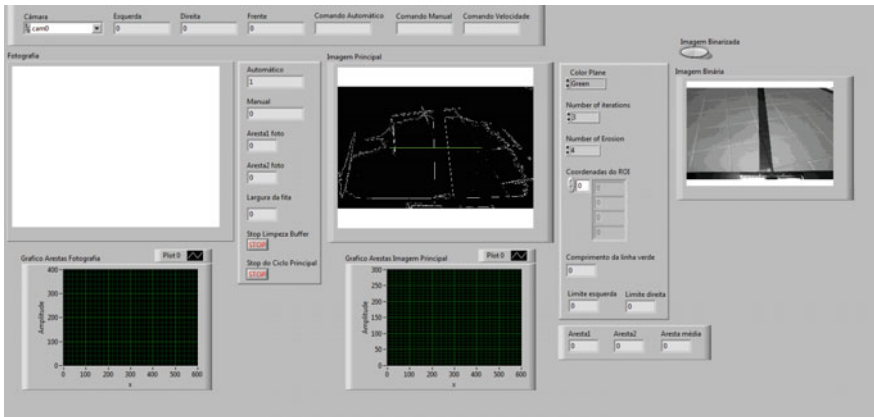 Câmara Esquerda Direita Frente Comando Automático Comando Manual Comando Velocidade
cam0 0 0 0
Imagem Binarizada
Fotografia
Automático
1
Manual
0
Aresta1 foto
0
Aresta2 foto
0
Largura da fita
0
Stop Limpeza Buffer
STOP
Stop do Ciclo Principal
STOP
Imagem Principal
Color Plane
Green
Number of iterations
3
Number of Erosion
4
Coordenadas do ROI
0
Comprimento da linha verde
0
Limite esquerda Limite direita
0 0
Aresta1 Aresta2 Aresta média
0 0 0
Imagem Binária
Grafico Arestas Fotografia Plot 0
Amplitude
400
300
200
100
0
0 100 200 300 400 500 600
x
Grafico Arestas Imagem Principal Plot 0
Amplitude
300
250
200
150
100
50
0
0 100 200 300 400 500 600
x